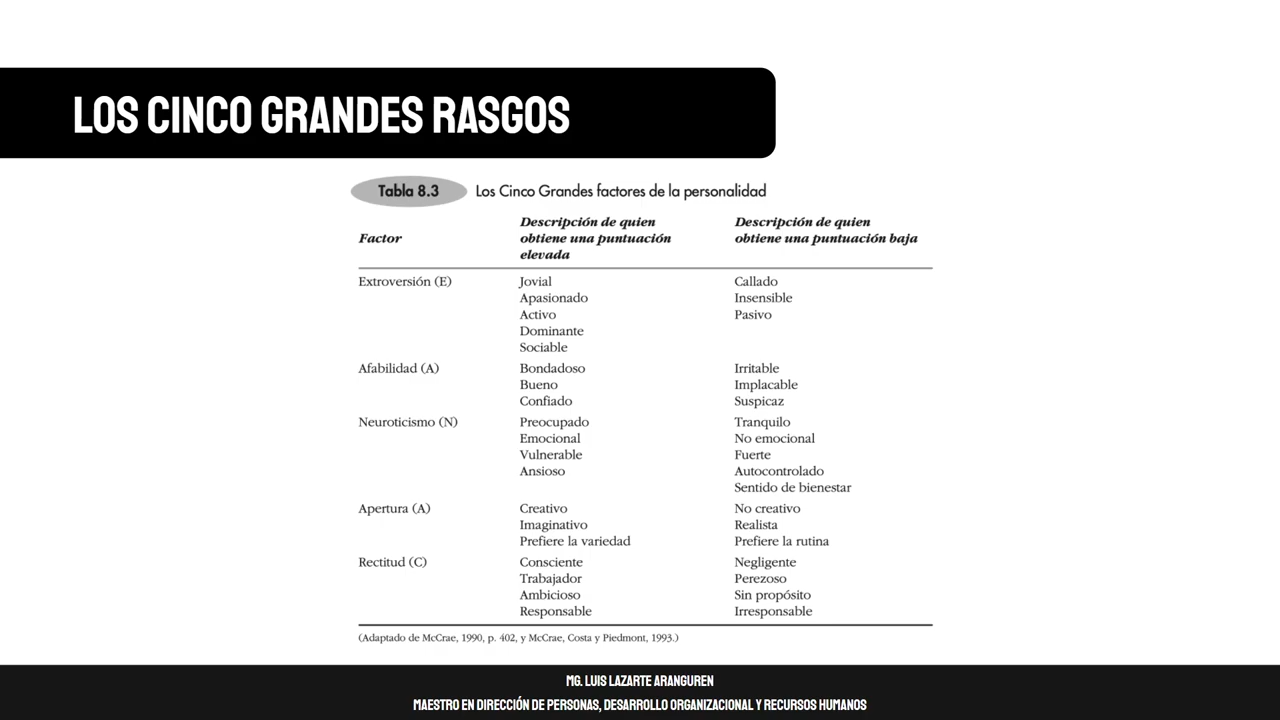 LOS CINCO GRANDES RASGOS
Tabla 8.3 Los Cinco Grandes factores de la personalidad
Factor Descripción de quien obtiene una puntuación elevada Descripción de quien obtiene una puntuación baja
Extroversión (E) Jovial Callado
Apasionado Insensible
Activo Pasivo
Dominante
Sociable
Afabilidad (A) Bondadoso Irritable
Bueno Implacable
Confiado Suspicaz
Neuroticismo (N) Preocupado Tranquilo
Emocional No emocional
Vulnerable Fuerte
Ansioso Autocontrolado
Sentido de bienestar
Apertura (A) Creativo No creativo
Imaginativo Realista
Prefiere la variedad Prefiere la rutina
Rectitud (C) Consciente Negligente
Trabajador Perezoso
Ambicioso Sin propósito
Responsable Irresponsable
(Adaptado de McCrae, 1990, p. 402, y McCrae, Costa y Piedmont, 1993.)
MG. LUIS LAZARTE ARANGUREN
MAESTRO EN DIRECCIÓN DE PERSONAS, DESARROLLO ORGANIZACIONAL Y RECURSOS HUMANOS